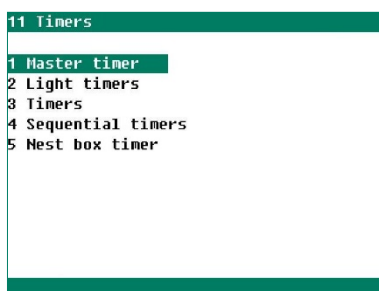 11 Timers
1 Master timer
2 Light timers
3 Timers
4 Sequential timers
5 Nest box timer